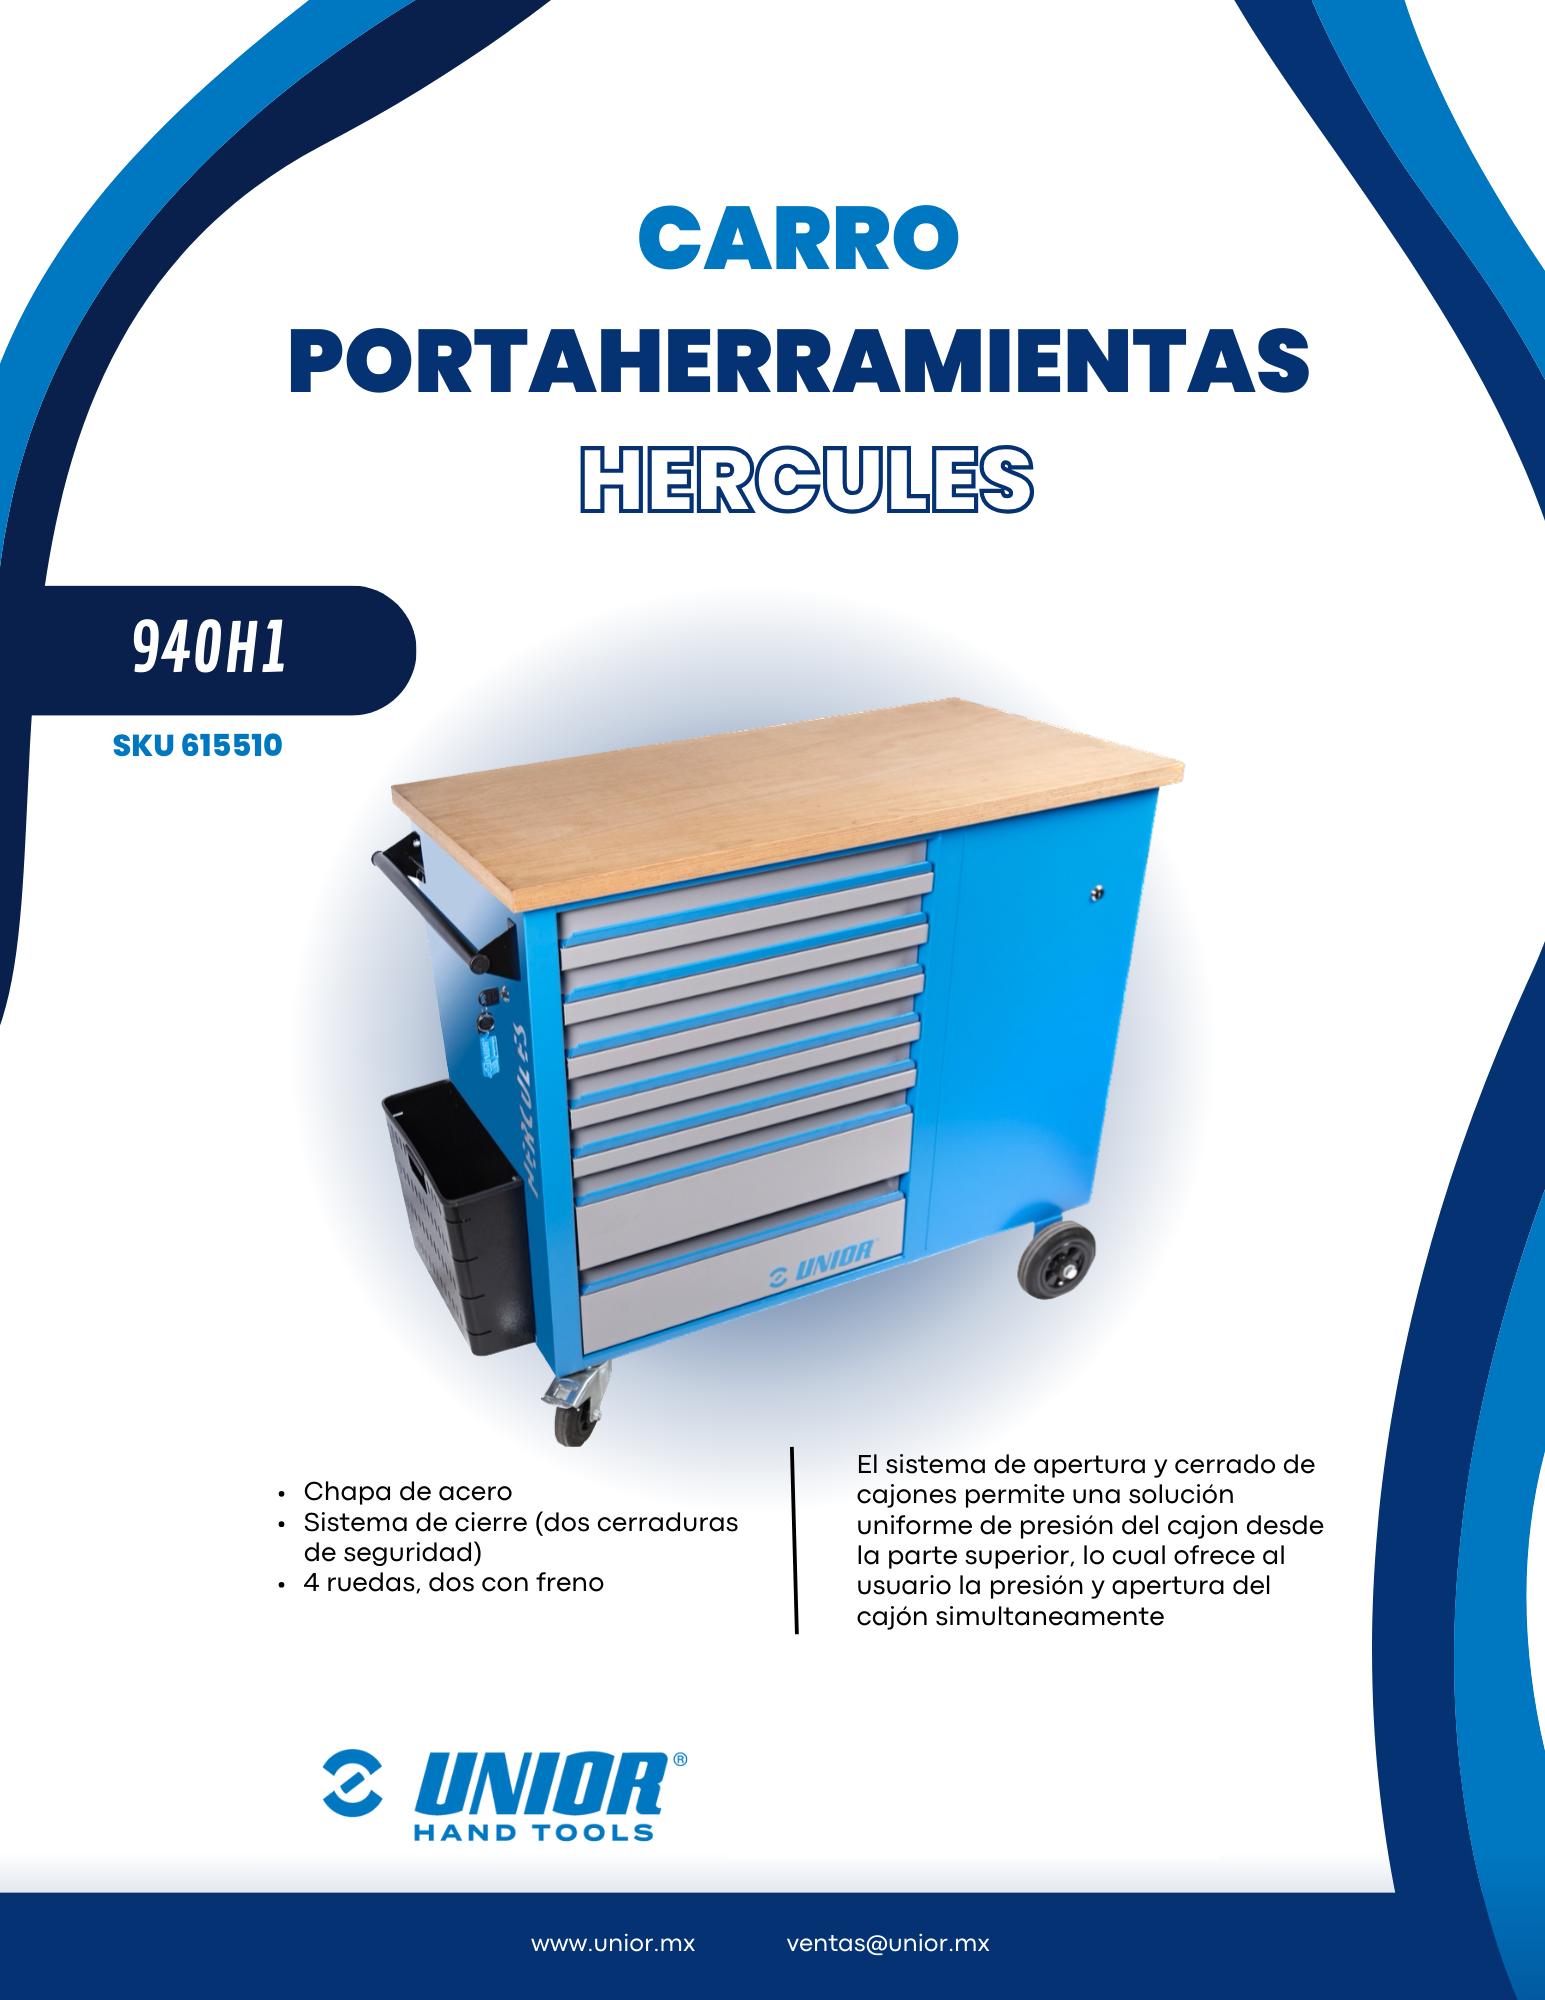 CARRO
PORTAHERRAMIENTAS
HERCULES
940H1
SKU 615510
HERCULES
UNIOR
• Chapa de acero
• Sistema de cierre (dos cerraduras
de seguridad)
• 4 ruedas, dos con freno
El sistema de apertura y cerrado de
cajones permite una solución
uniforme de presión del cajon desde
la parte superior, lo cual ofrece al
usuario la presión y apertura del
cajón simultaneamente
UNIOR®
HAND TOOLS
www.unior.mx
ventas@unior.mx